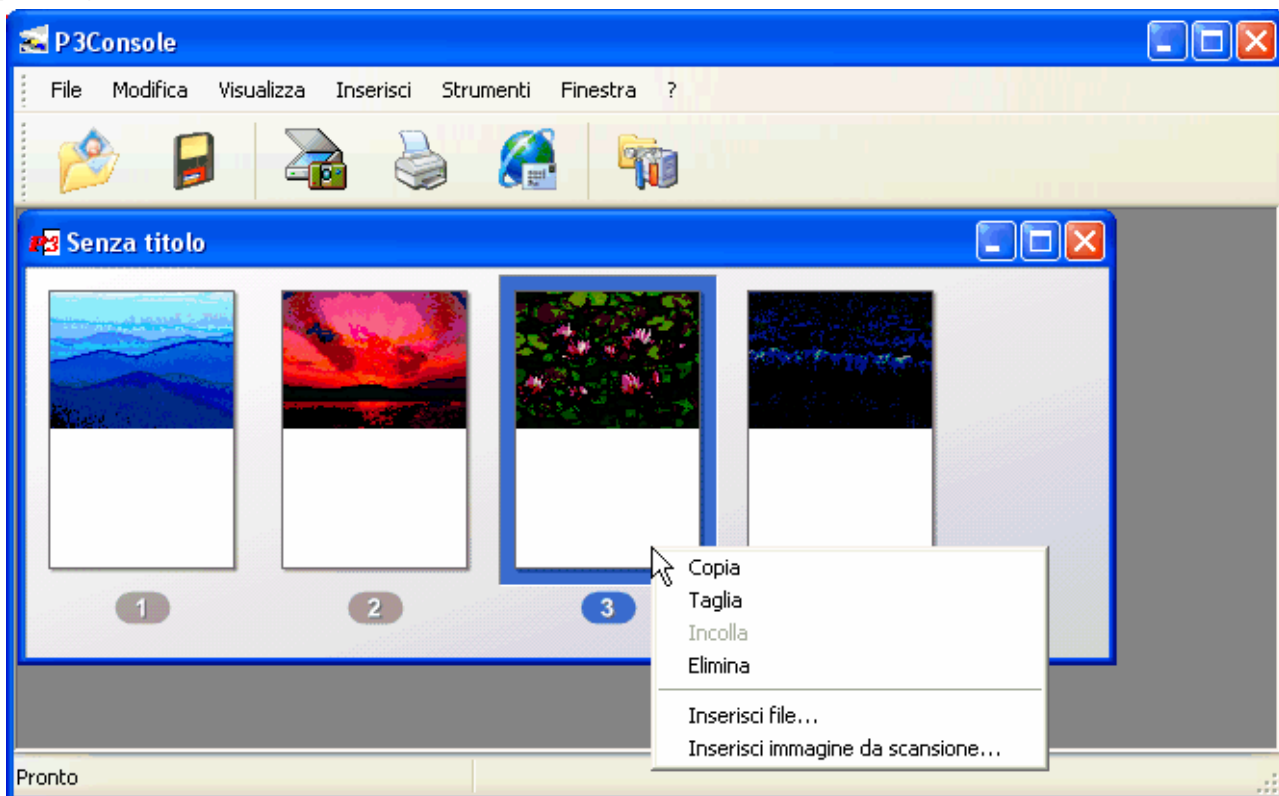 P3Console
File Modifica Visualizza Inserisci Strumenti Finestra ?
P3 Senza titolo
1 2 3
Copia
Taglia
Incolla
Elimina
Inserisci file...
Inserisci immagine da scansione...
Pronto